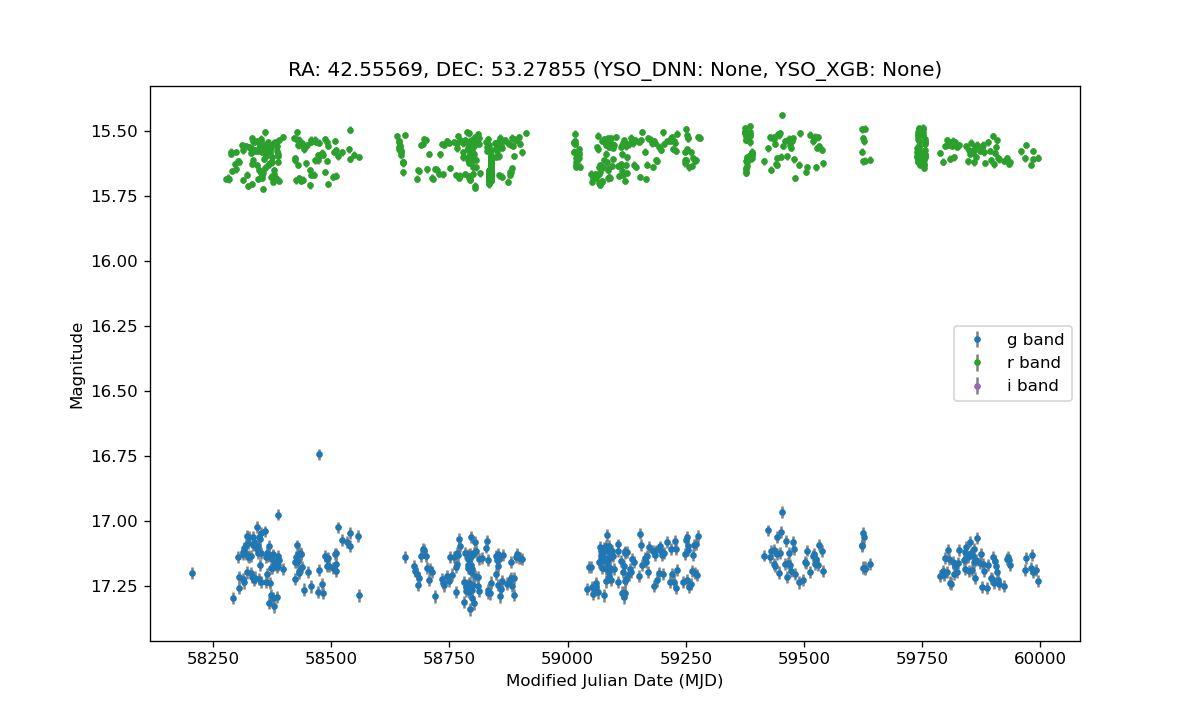 RA: 42.55569, DEC: 53.27855 (YSO_DNN: None, YSO_XGB: None)
15.50
15.75
16.00
16.25
16.50
16.75
17.00
17.25
Magnitude
g band
r band
i band
58250 58500 58750 59000 59250 59500 59750 60000
Modified Julian Date (MJD)